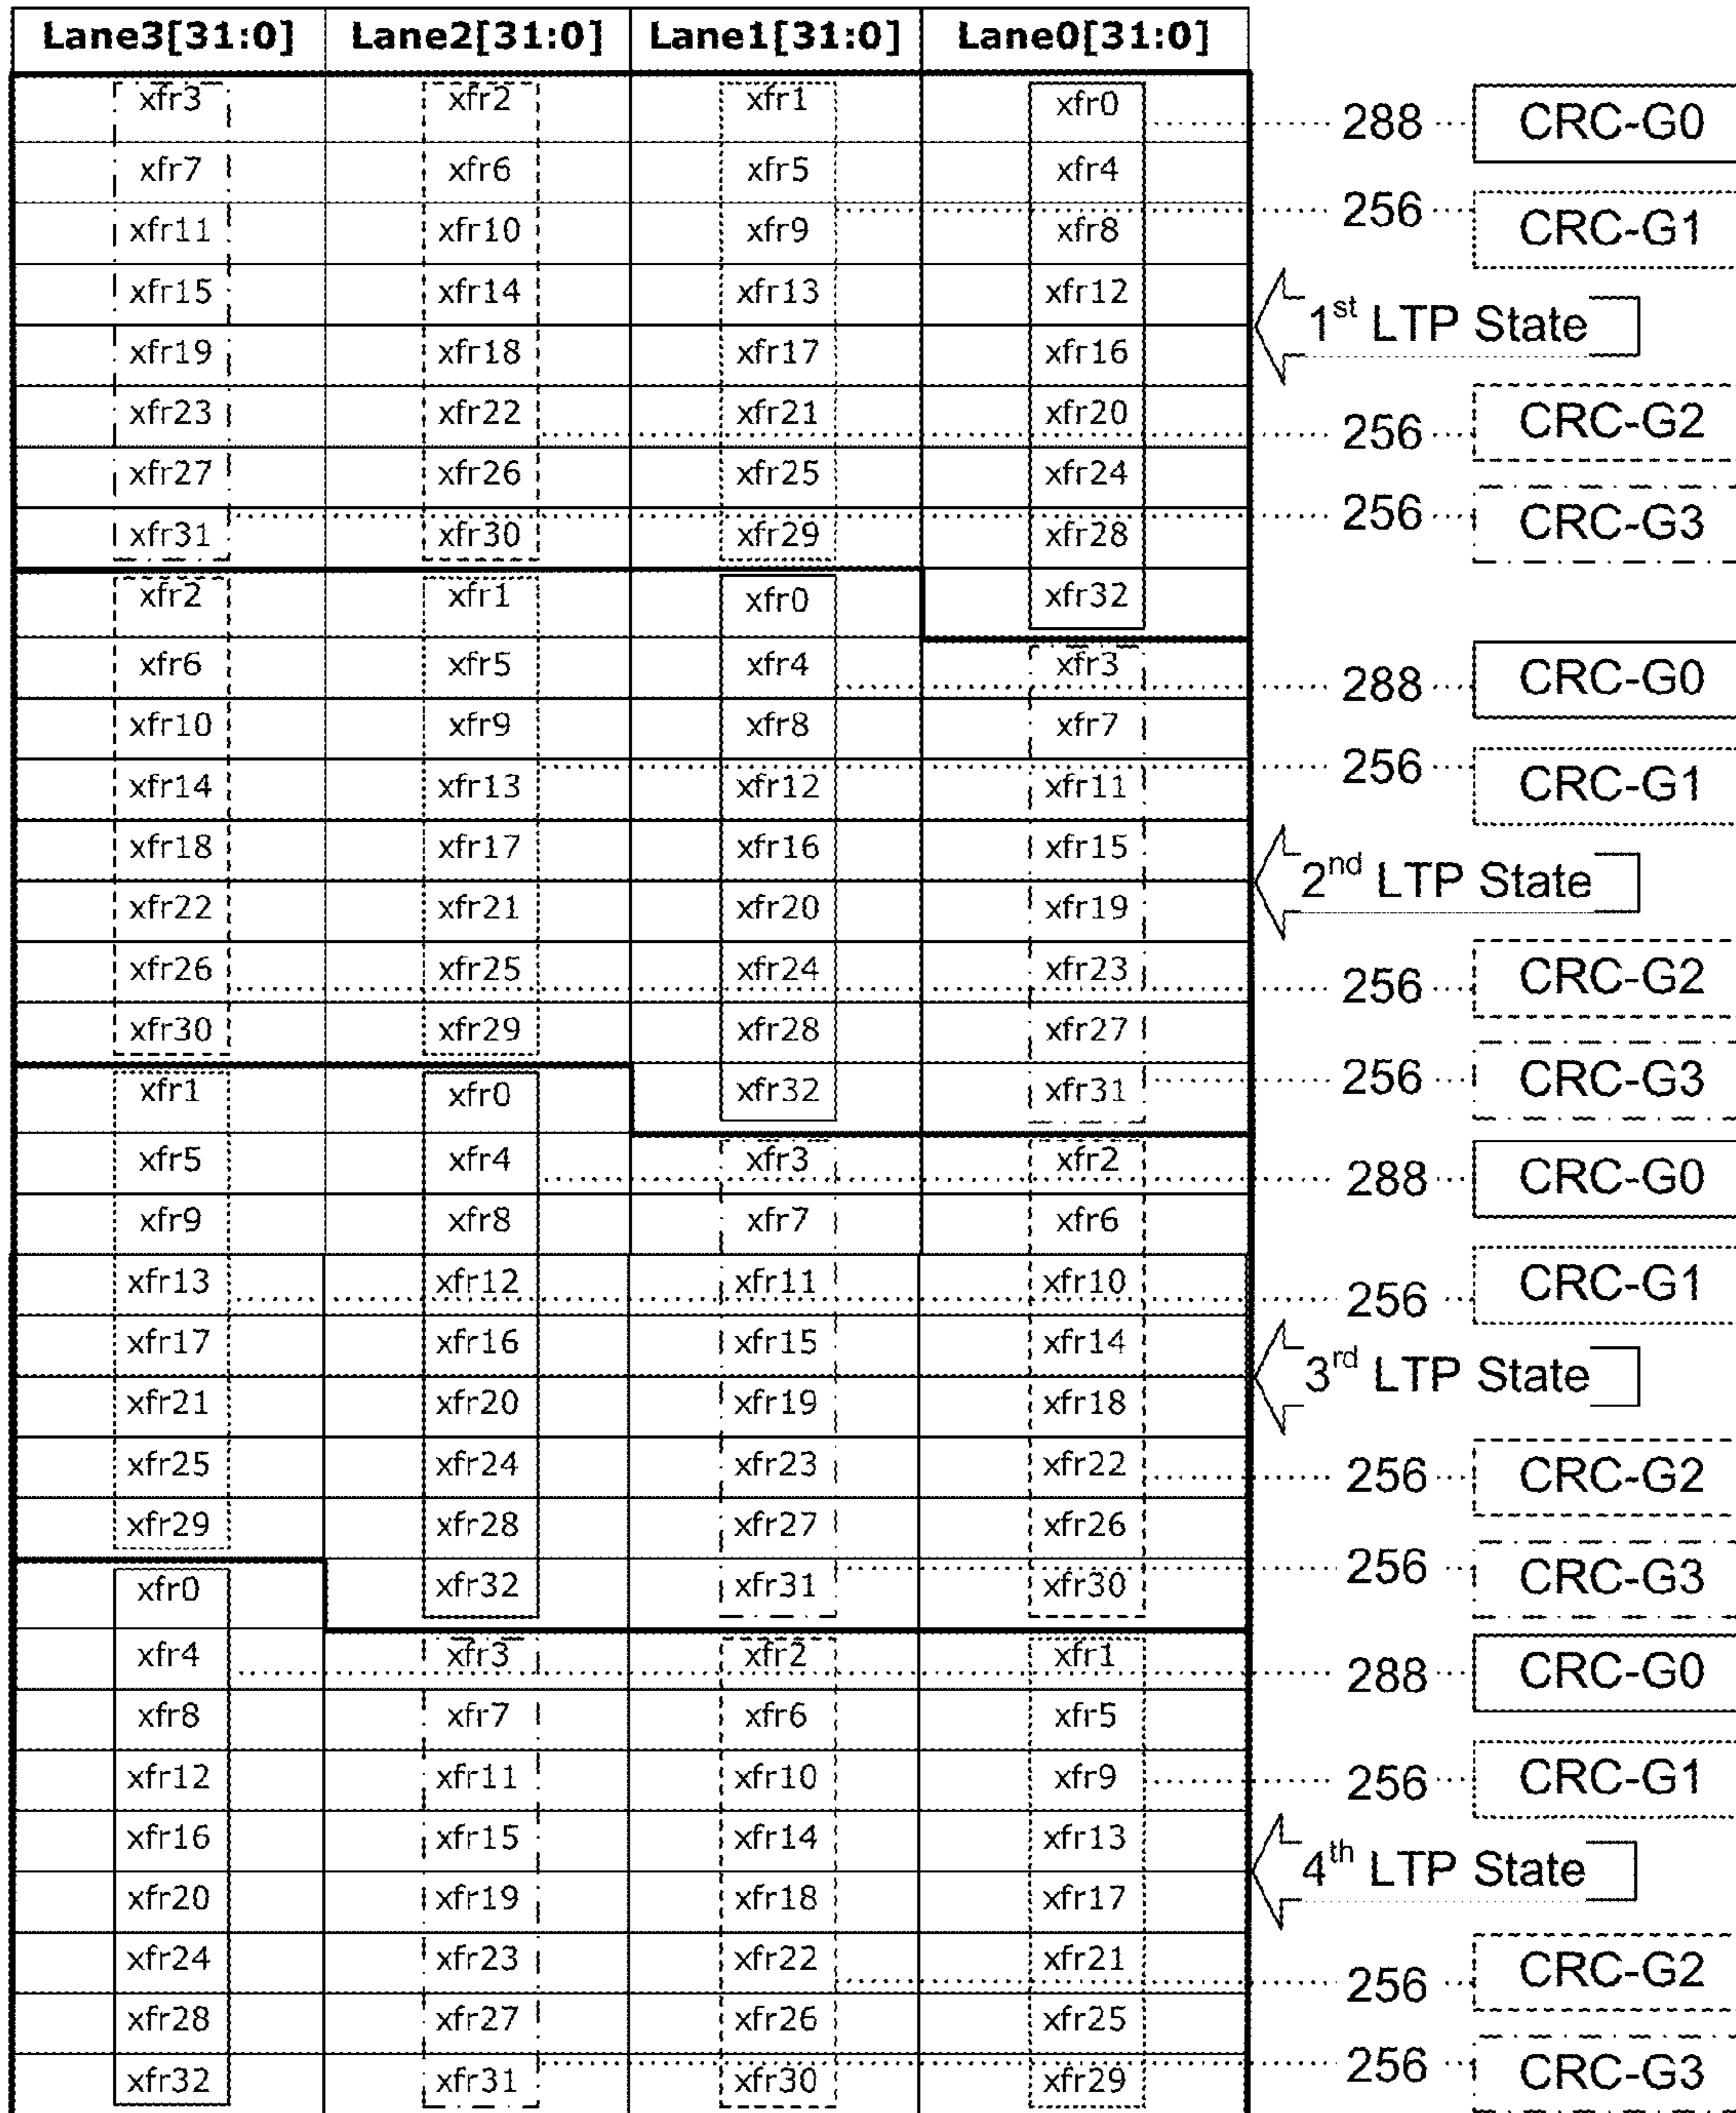 Lane3[31:0] Lane2[31:0] Lane1[31:0] Lane0[31:0]
xfr3 xfr2 xfr1 xfr0 288 CRC-G0
xfr7 xfr6 xfr5 xfr4
xfr11 xfr10 xfr9 xfr8 256 CRC-G1
xfr15 xfr14 xfr13 xfr12
1st LTP State
xfr19 xfr18 xfr17 xfr16
xfr23 xfr22 xfr21 xfr20 256 CRC-G2
xfr27 xfr26 xfr25 xfr24
xfr31 xfr30 xfr29 xfr28 256 CRC-G3
xfr2 xfr1 xfr0 xfr32
xfr6 xfr5 xfr4 xfr3 288 CRC-G0
xfr10 xfr9 xfr8 xfr7
xfr14 xfr13 xfr12 xfr11 256 CRC-G1
xfr18 xfr17 xfr16 xfr15
2nd LTP State
xfr22 xfr21 xfr20 xfr19
xfr26 xfr25 xfr24 xfr23 256 CRC-G2
xfr30 xfr29 xfr28 xfr27
xfr1 xfr0 xfr32 xfr31 256 CRC-G3
xfr5 xfr4 xfr3 xfr2 288 CRC-G0
xfr9 xfr8 xfr7 xfr6
xfr13 xfr12 xfr11 xfr10 256 CRC-G1
xfr17 xfr16 xfr15 xfr14
3rd LTP State
xfr21 xfr20 xfr19 xfr18
xfr25 xfr24 xfr23 xfr22 256 CRC-G2
xfr29 xfr28 xfr27 xfr26
xfr0 xfr32 xfr31 xfr30 256 CRC-G3
xfr4 xfr3 xfr2 xfr1 288 CRC-G0
xfr8 xfr7 xfr6 xfr5
xfr12 xfr11 xfr10 xfr9 256 CRC-G1
xfr16 xfr15 xfr14 xfr13
4th LTP State
xfr20 xfr19 xfr18 xfr17
xfr24 xfr23 xfr22 xfr21 256 CRC-G2
xfr28 xfr27 xfr26 xfr25
xfr32 xfr31 xfr30 xfr29 256 CRC-G3